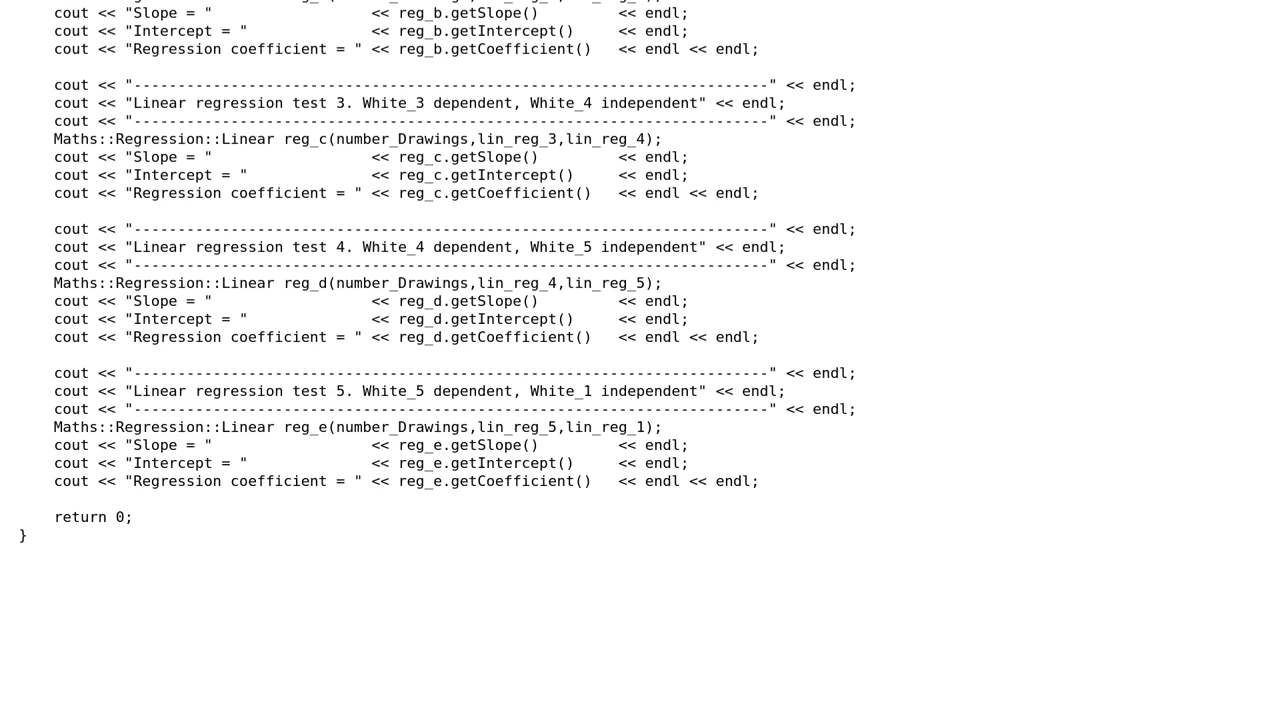 cout << "Slope = "                  << reg_b.getSlope()         << endl;
cout << "Intercept = "              << reg_b.getIntercept()     << endl;
cout << "Regression coefficient = " << reg_b.getCoefficient()   << endl << endl;
cout << "------------------------------------------------------------------------" << endl;
cout << "Linear regression test 3. White_3 dependent, White_4 independent" << endl;
cout << "------------------------------------------------------------------------" << endl;
Maths::Regression::Linear reg_c(number_Drawings,lin_reg_3,lin_reg_4);
cout << "Slope = "                  << reg_c.getSlope()         << endl;
cout << "Intercept = "              << reg_c.getIntercept()     << endl;
cout << "Regression coefficient = " << reg_c.getCoefficient()   << endl << endl;
cout << "------------------------------------------------------------------------" << endl;
cout << "Linear regression test 4. White_4 dependent, White_5 independent" << endl;
cout << "------------------------------------------------------------------------" << endl;
Maths::Regression::Linear reg_d(number_Drawings,lin_reg_4,lin_reg_5);
cout << "Slope = "                  << reg_d.getSlope()         << endl;
cout << "Intercept = "              << reg_d.getIntercept()     << endl;
cout << "Regression coefficient = " << reg_d.getCoefficient()   << endl << endl;
cout << "------------------------------------------------------------------------" << endl;
cout << "Linear regression test 5. White_5 dependent, White_1 independent" << endl;
cout << "------------------------------------------------------------------------" << endl;
Maths::Regression::Linear reg_e(number_Drawings,lin_reg_5,lin_reg_1);
cout << "Slope = "                  << reg_e.getSlope()         << endl;
cout << "Intercept = "              << reg_e.getIntercept()     << endl;
cout << "Regression coefficient = " << reg_e.getCoefficient()   << endl << endl;
return 0;
}